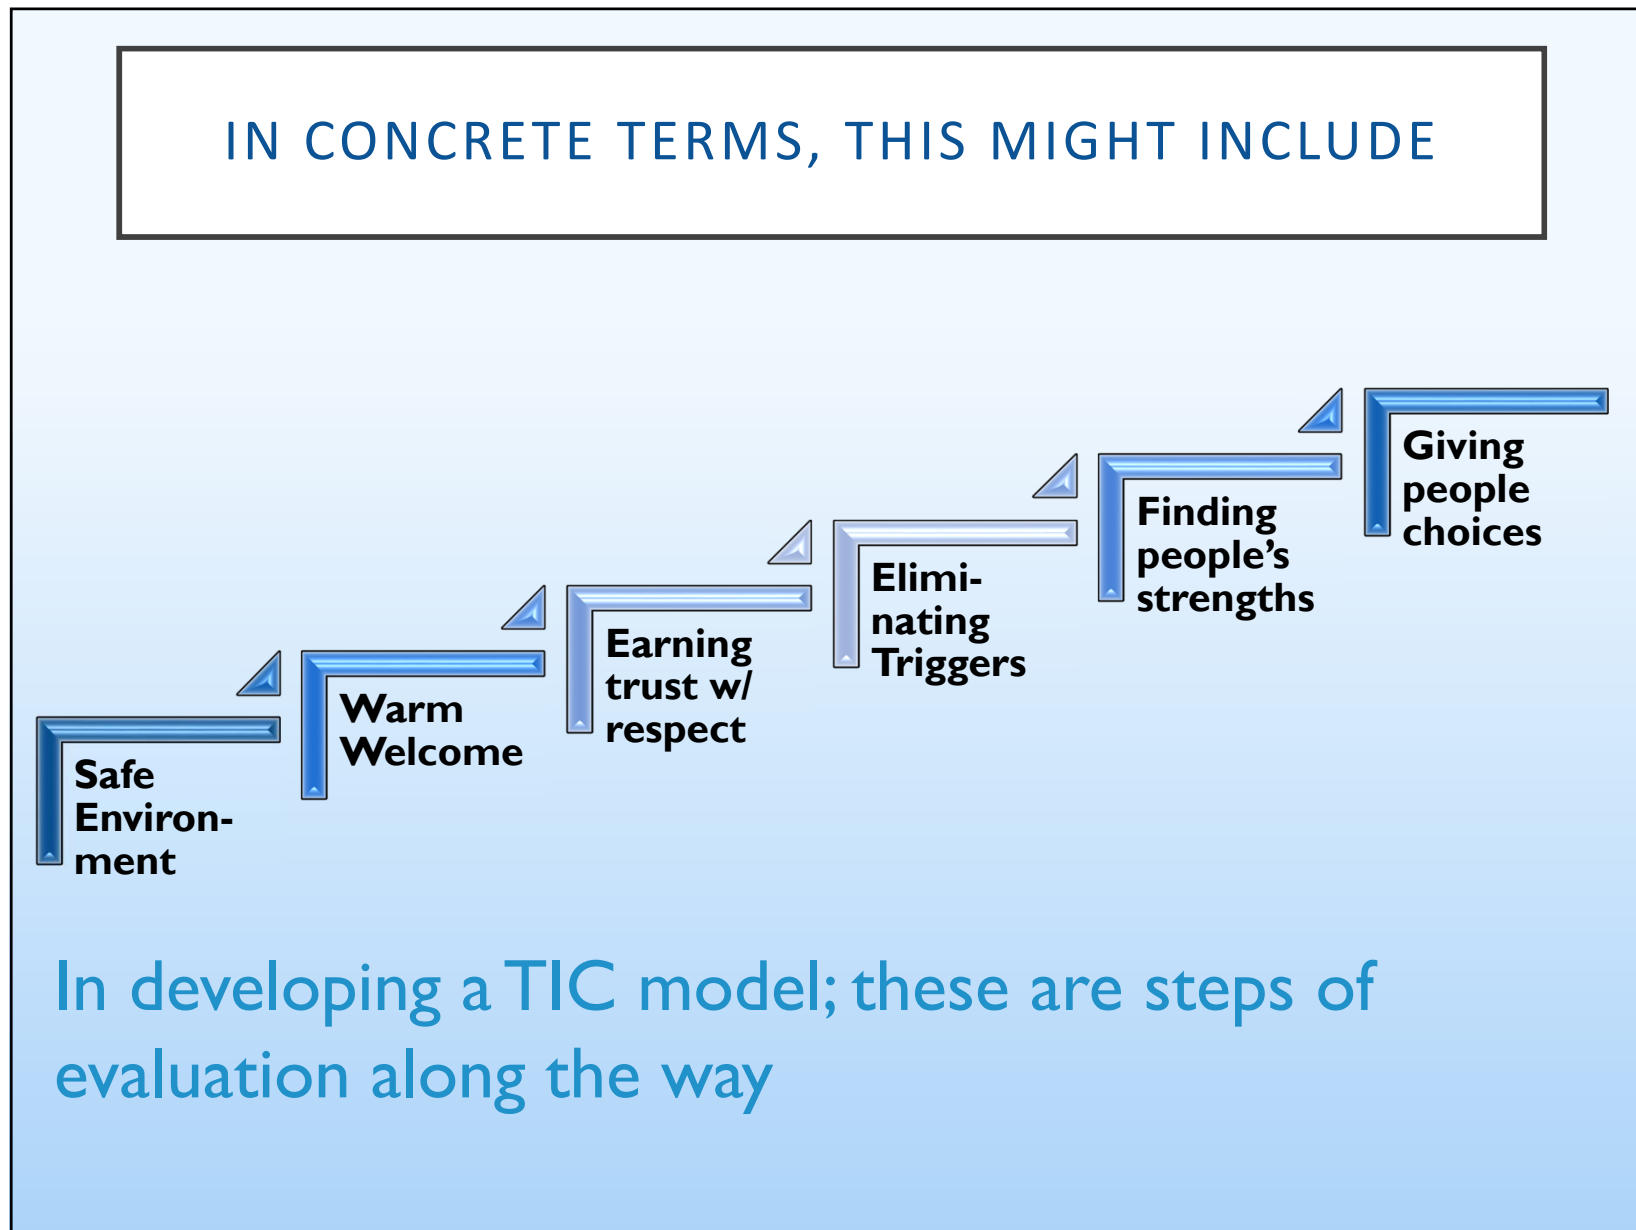 IN CONCRETE TERMS, THIS MIGHT INCLUDE
Safe
Environ-
ment
Warm
Welcome
Earning
trust w/
respect
Elimi-
nating
Triggers
Finding
people’s
strengths
Giving
people
choices
In developing a TIC model; these are steps of
evaluation along the way